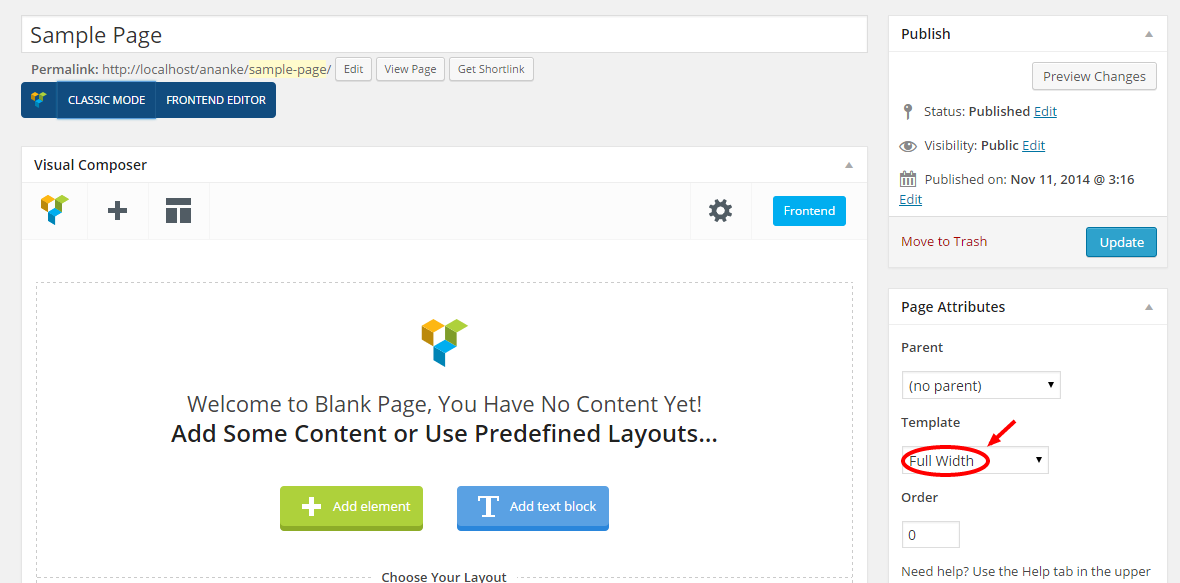 Sample Page
Permalink: http://localhost/ananke/sample-page/ Edit View Page Get Shortlink
CLASSIC MODE FRONTEND EDITOR
Visual Composer
Frontend
Welcome to Blank Page, You Have No Content Yet!
Add Some Content or Use Predefined Layouts...
Add element T Add text block
Choose Your Layout
Publish
Preview Changes
Status: Published Edit
Visibility: Public Edit
Published on: Nov 11, 2014 @ 3:16
Edit
Move to Trash Update
Page Attributes
Parent
(no parent)
Template
Full Width
Order
0
Need help? Use the Help tab in the upper